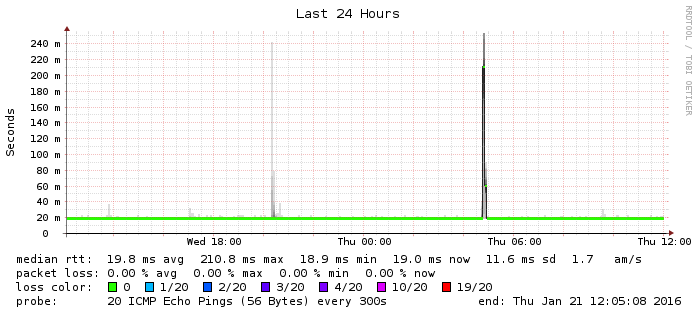 Last 24 Hours
RRDTOOL / TOBI OETIKER
Seconds
240 m
220 m
200 m
180 m
160 m
140 m
120 m
100 m
80 m
60 m
40 m
20 m
0
Wed 18:00 Thu 00:00 Thu 06:00 Thu 12:00
median rtt: 19.8 ms avg 210.8 ms max 18.9 ms min 19.0 ms now 11.6 ms sd 1.7 am/s
packet loss: 0.00 % avg 0.00 % max 0.00 % min 0.00 % now
loss color: 0 1/20 2/20 3/20 4/20 10/20 19/20
probe: 20 ICMP Echo Pings (56 Bytes) every 300s end: Thu Jan 21 12:05:08 2016